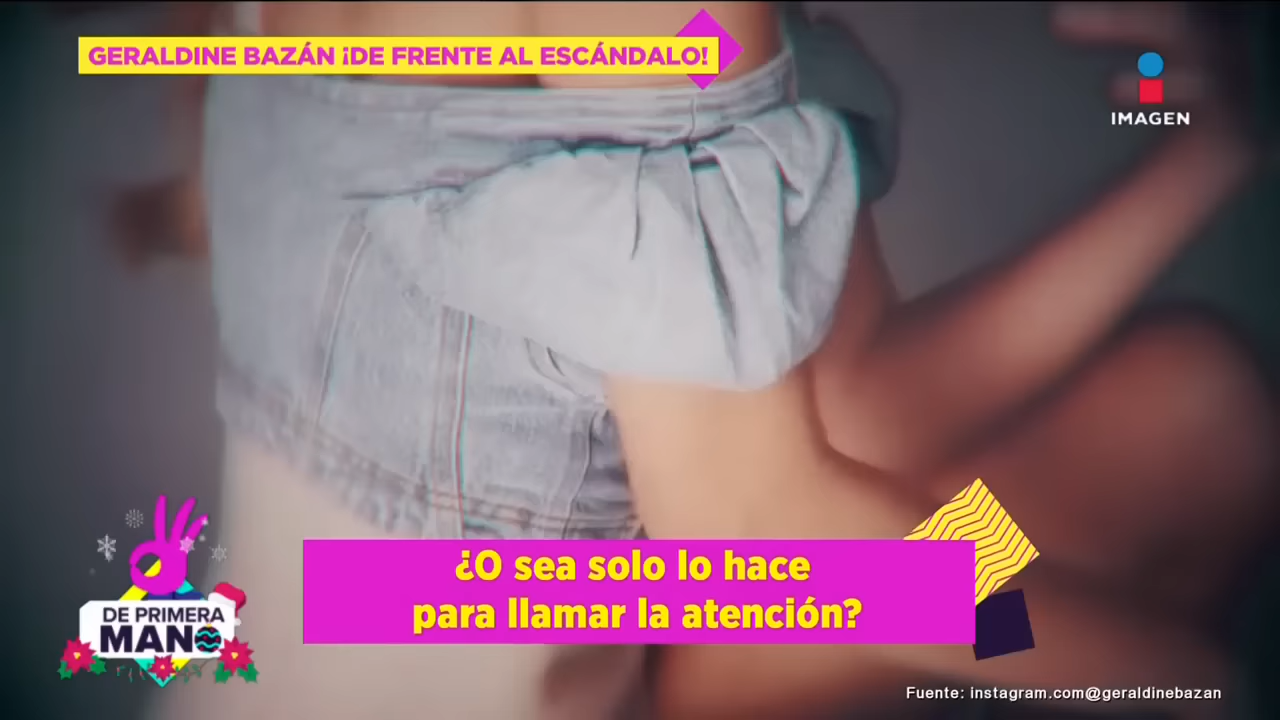 GERALDINE BAZÁN ¡DE FRENTE AL ESCÁNDALO!
IMAGEN
¿O sea solo lo hace
para llamar la atención?
DE PRIMERA
MANO
Fuente: instagram.com@geraldinebazan